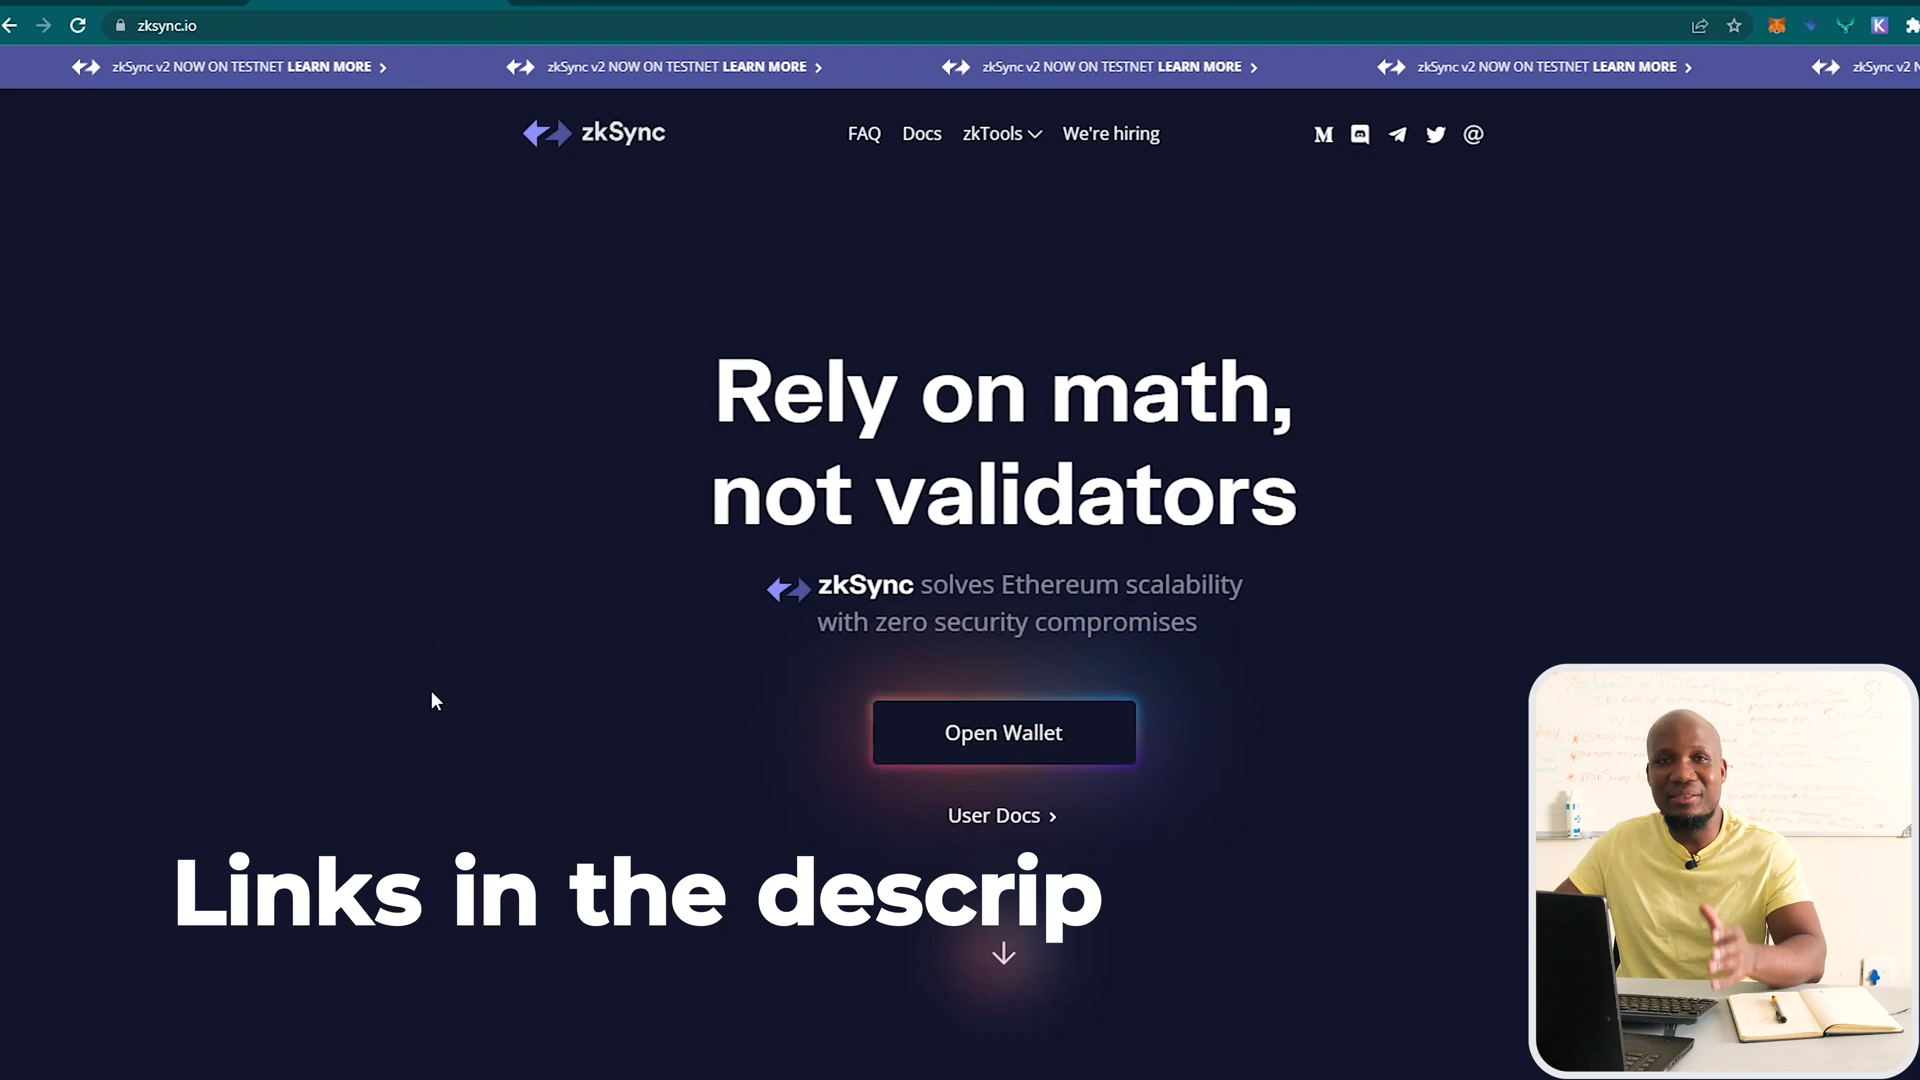 zksync.io
zkSync v2 NOW ON TESTNET LEARN MORE > zkSync v2 NOW ON TESTNET LEARN MORE > zkSync v2 NOW ON TESTNET LEARN MORE > zkSync v2 NOW ON TESTNET LEARN MORE > zkSync v2 N
zkSync FAQ Docs zkTools We're hiring M @
Rely on math,
not validators
zkSync solves Ethereum scalability
with zero security compromises
Open Wallet
User Docs >
Links in the descrip